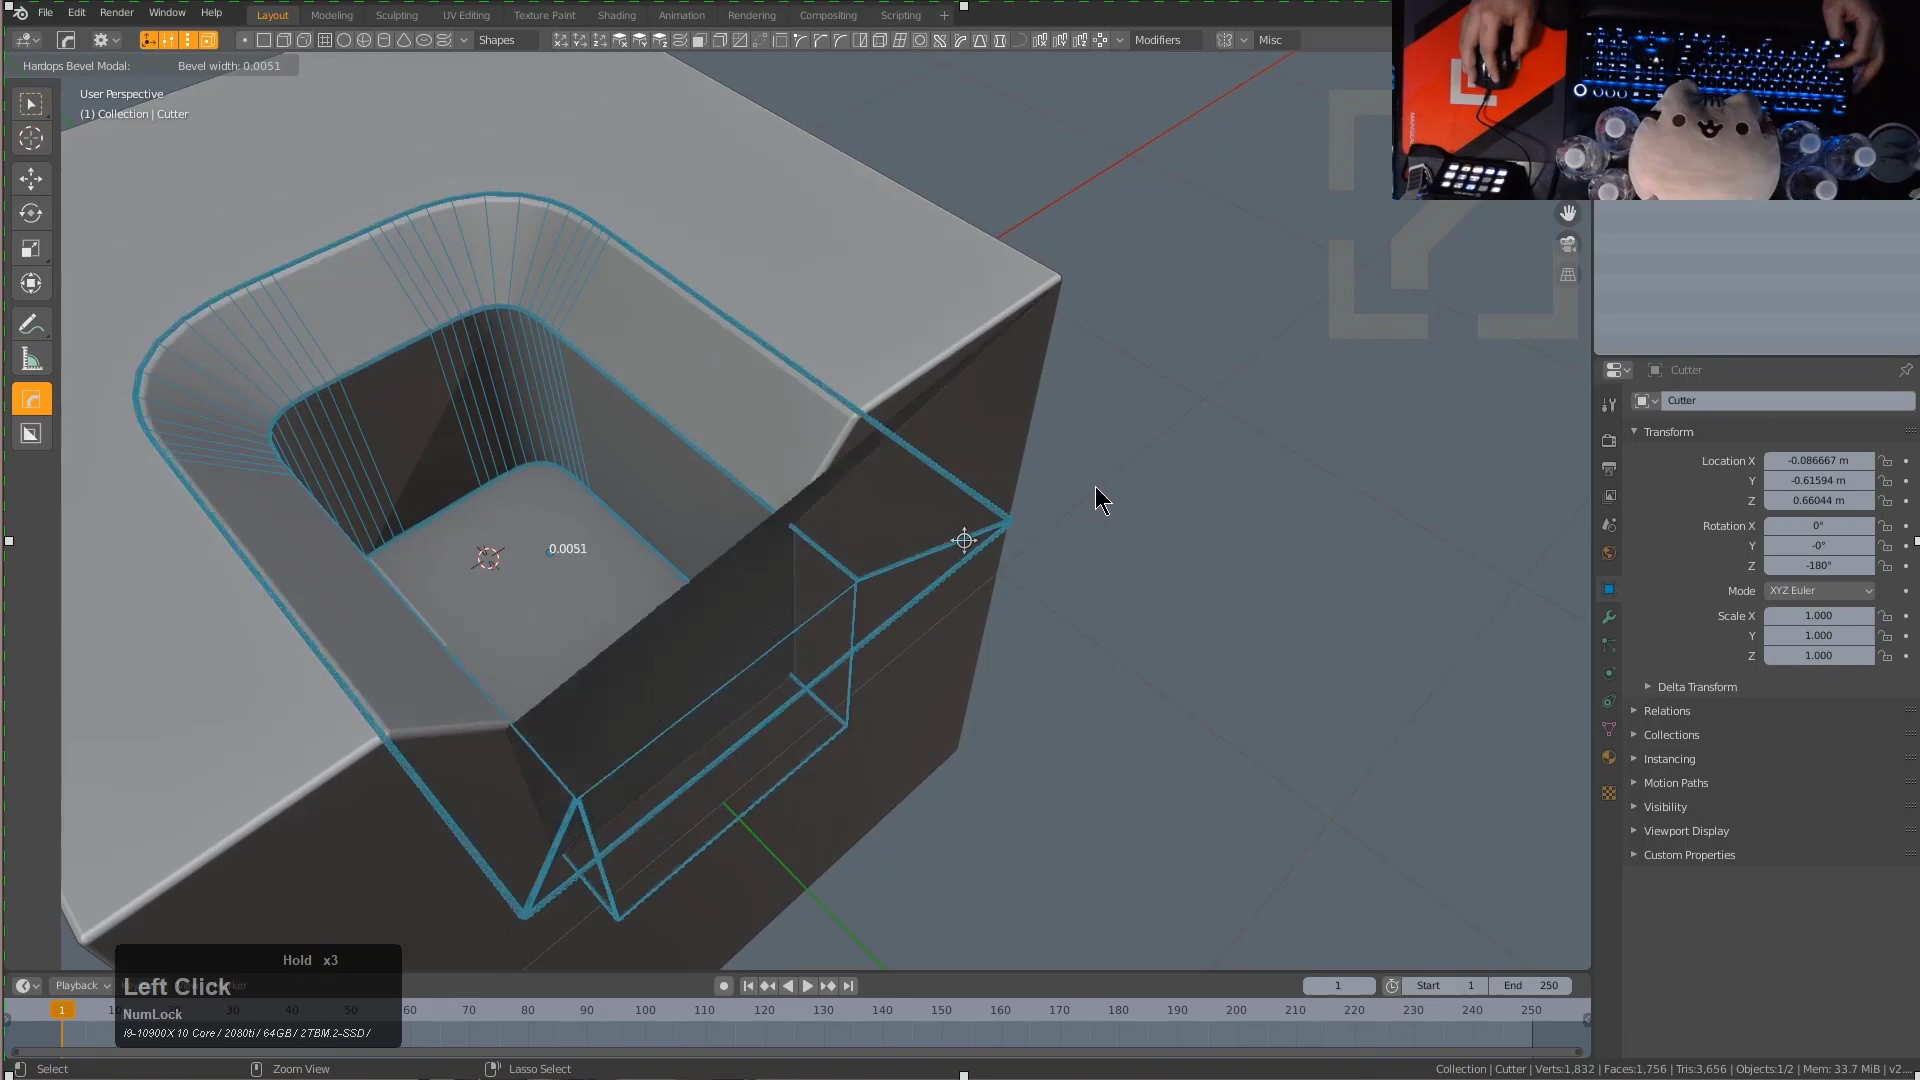 File Edit Render Window Help
Layout Modeling Sculpting UV Editing Texture Paint Shading Animation Rendering Compositing Scripting
Shapes Modifiers Misc
Hardops Bevel Modal: Bevel width: 0.0051
User Perspective
(1) Collection | Cutter
0.0051
Cutter
Cutter
Transform
Location X -0.086667 m
Y -0.61594 m
Z 0.66044 m
Rotation X 0°
Y -0°
Z -180°
Mode XYZ Euler
Scale X 1.000
Y 1.000
Z 1.000
Delta Transform
Relations
Collections
Instancing
Motion Paths
Visibility
Viewport Display
Custom Properties
Hold x3
Left Click
NumLock
i9-10900X 10 Core / 2080ti / 64GB / 2TBM.2-SSD /
Playback
1 Start 1 End 250
1 10 20 30 40 50 60 70 80 90 100 110 120 130 140 150 160 170 180 190 200 210 220 230 240 250
Select Zoom View Lasso Select
Collection | Cutter | Verts:1,832 | Faces:1,756 | Tris:3,656 | Objects:1/2 | Mem: 33.7 MiB | v2....